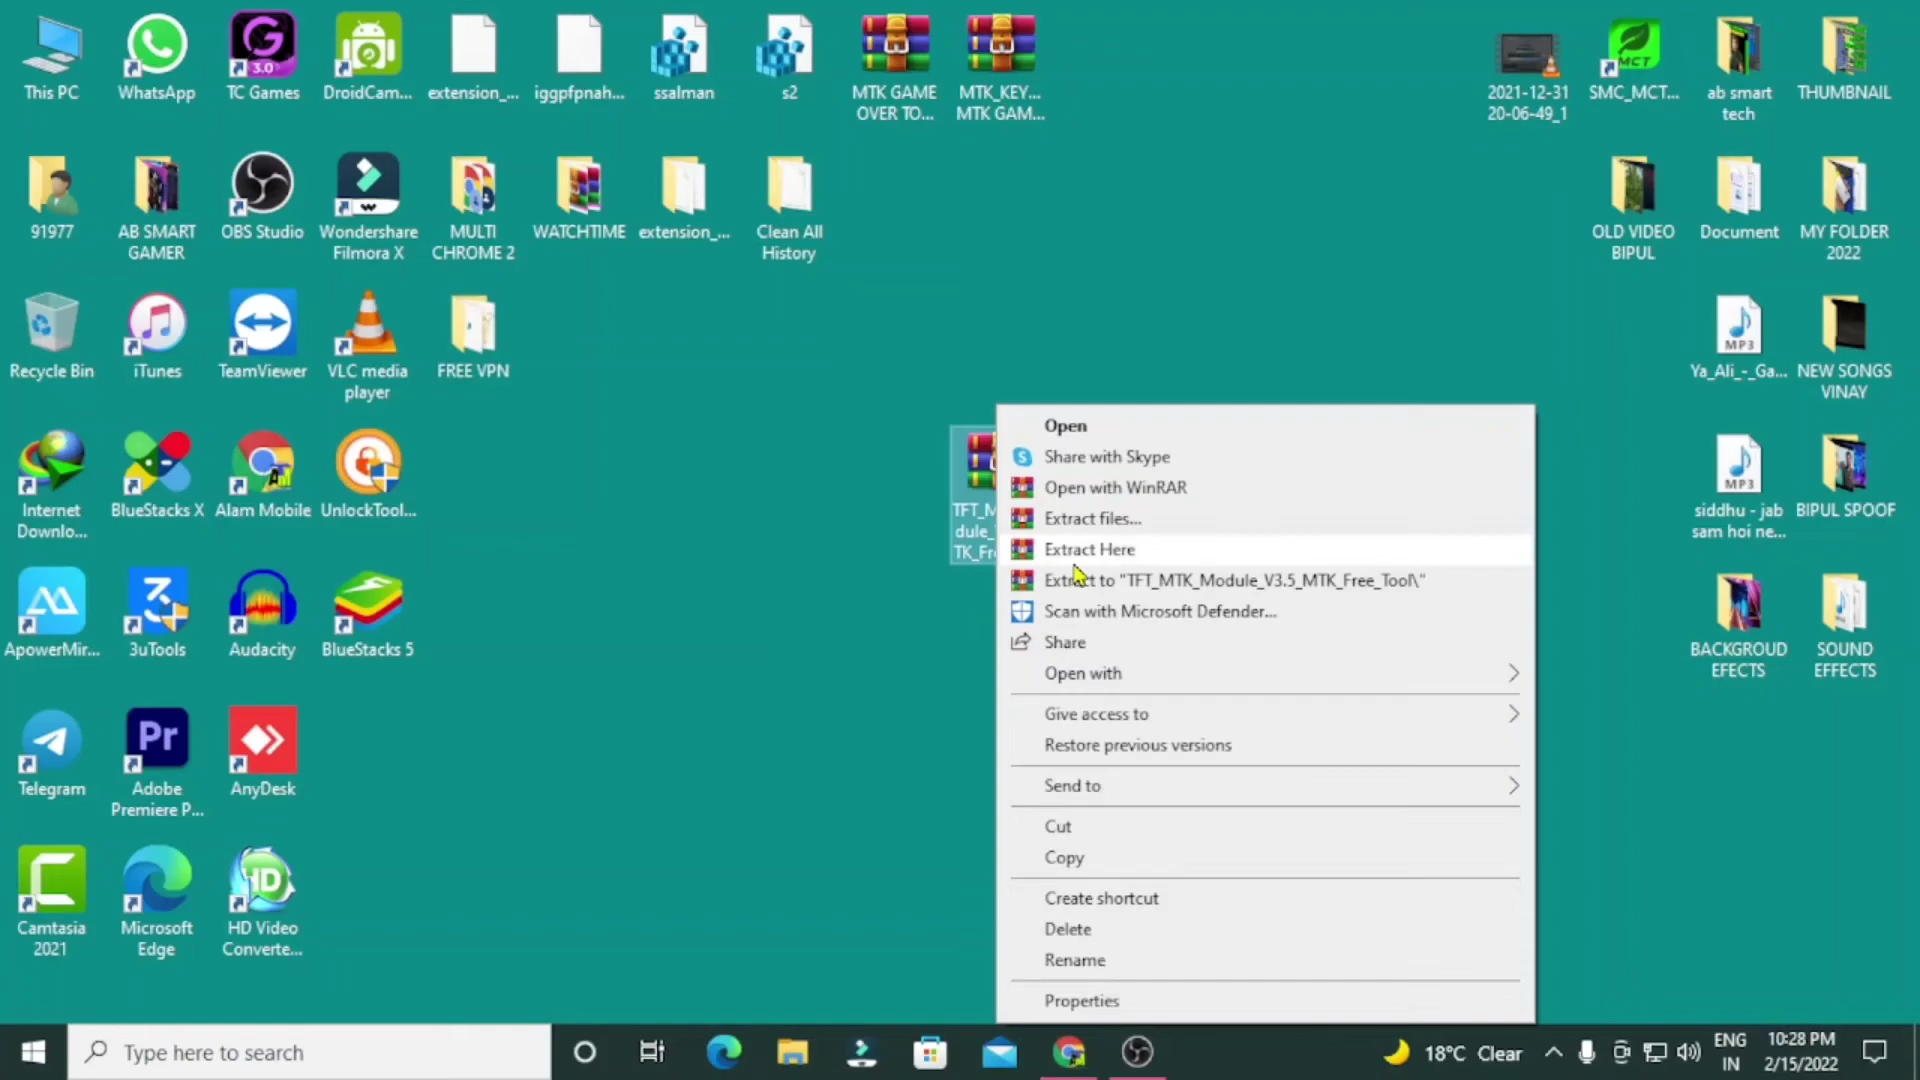 This PC
WhatsApp
TC Games
DroidCam...
extension_...
iggpfpnah...
ssalman
s2
MTK GAME
OVER TO...
MTK_KEY...
MTK GAM...
2021-12-31
20-06-49_1
SMC_MCT...
ab smart
tech
THUMBNAIL
91977
AB SMART
GAMER
OBS Studio
Wondershare
Filmora X
MULTI
CHROME 2
WATCHTIME
extension_...
Clean All
History
OLD VIDEO
BIPUL
Document
MY FOLDER
2022
Recycle Bin
iTunes
TeamViewer
VLC media
player
FREE VPN
MP3
Ya_Ali_-_Ga...
NEW SONGS
VINAY
Internet
Downlo...
BlueStacks X
Alam Mobile
UnlockTool...
TFT_M
dule_
TK_Fre
MP3
siddhu - jab
sam hoi ne...
BIPUL SPOOF
ApowerMir...
3uTools
Audacity
BlueStacks 5
BACKGROUD
EFECTS
SOUND
EFFECTS
Telegram
Pr
Adobe
Premiere P...
AnyDesk
Camtasia
2021
Microsoft
Edge
HD
HD Video
Converte...
Open
Share with Skype
Open with WinRAR
Extract files...
Extract Here
Extract to "TFT_MTK_Module_V3.5_MTK_Free_Tool\"
Scan with Microsoft Defender...
Share
Open with
Give access to
Restore previous versions
Send to
Cut
Copy
Create shortcut
Delete
Rename
Properties
Type here to search
18°C Clear
ENG
IN
10:28 PM
2/15/2022